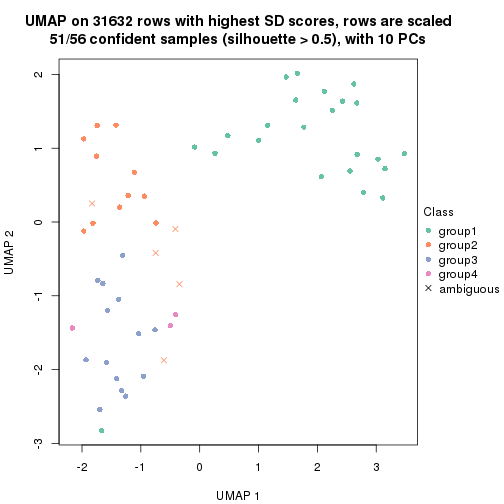 UMAP on 31632 rows with highest SD scores, rows are scaled
51/56 confident samples (silhouette > 0.5), with 10 PCs
2
1
0
-1
-2
-3
UMAP 2
-2
-1
0
1
2
3
UMAP 1
Class
group1
group2
group3
group4
ambiguous